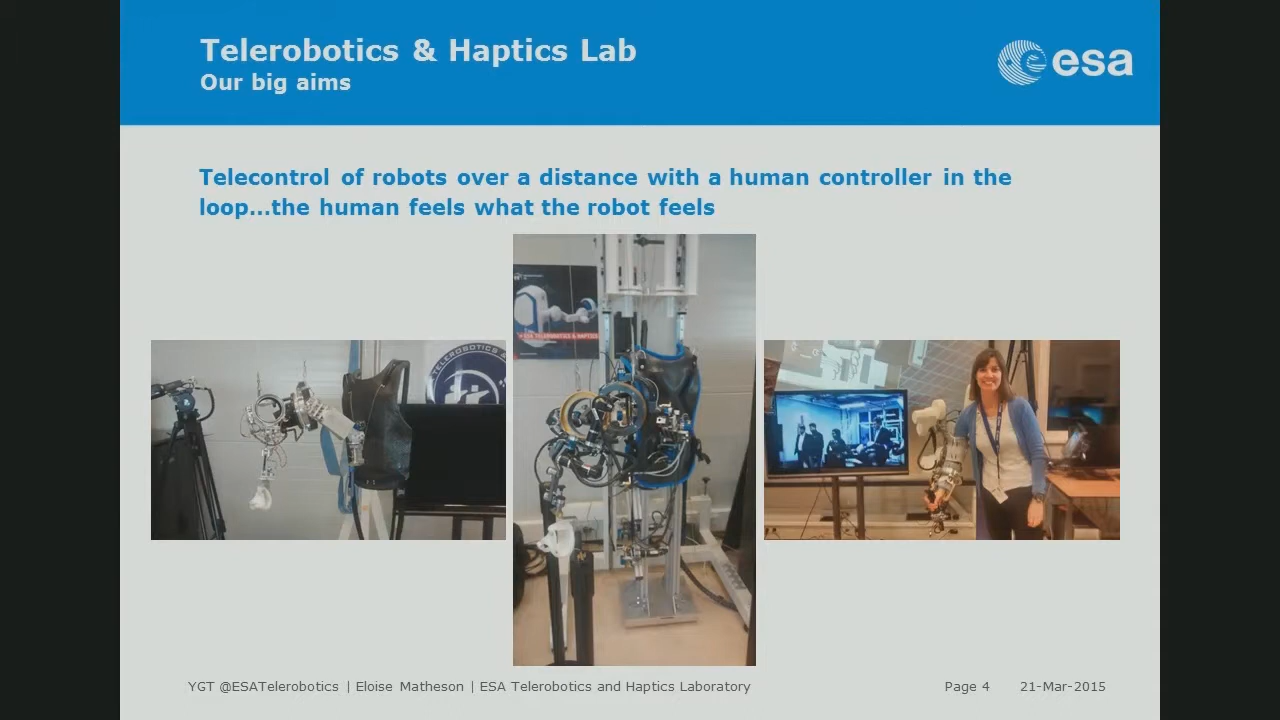 Telerobotics & Haptics Lab
Our big aims
esa
Telecontrol of robots over a distance with a human controller in the
loop...the human feels what the robot feels
TELEROBOTICS &
YGT @ESATelerobotics | Eloise Matheson | ESA Telerobotics and Haptics Laboratory
Page 4
21-Mar-2015